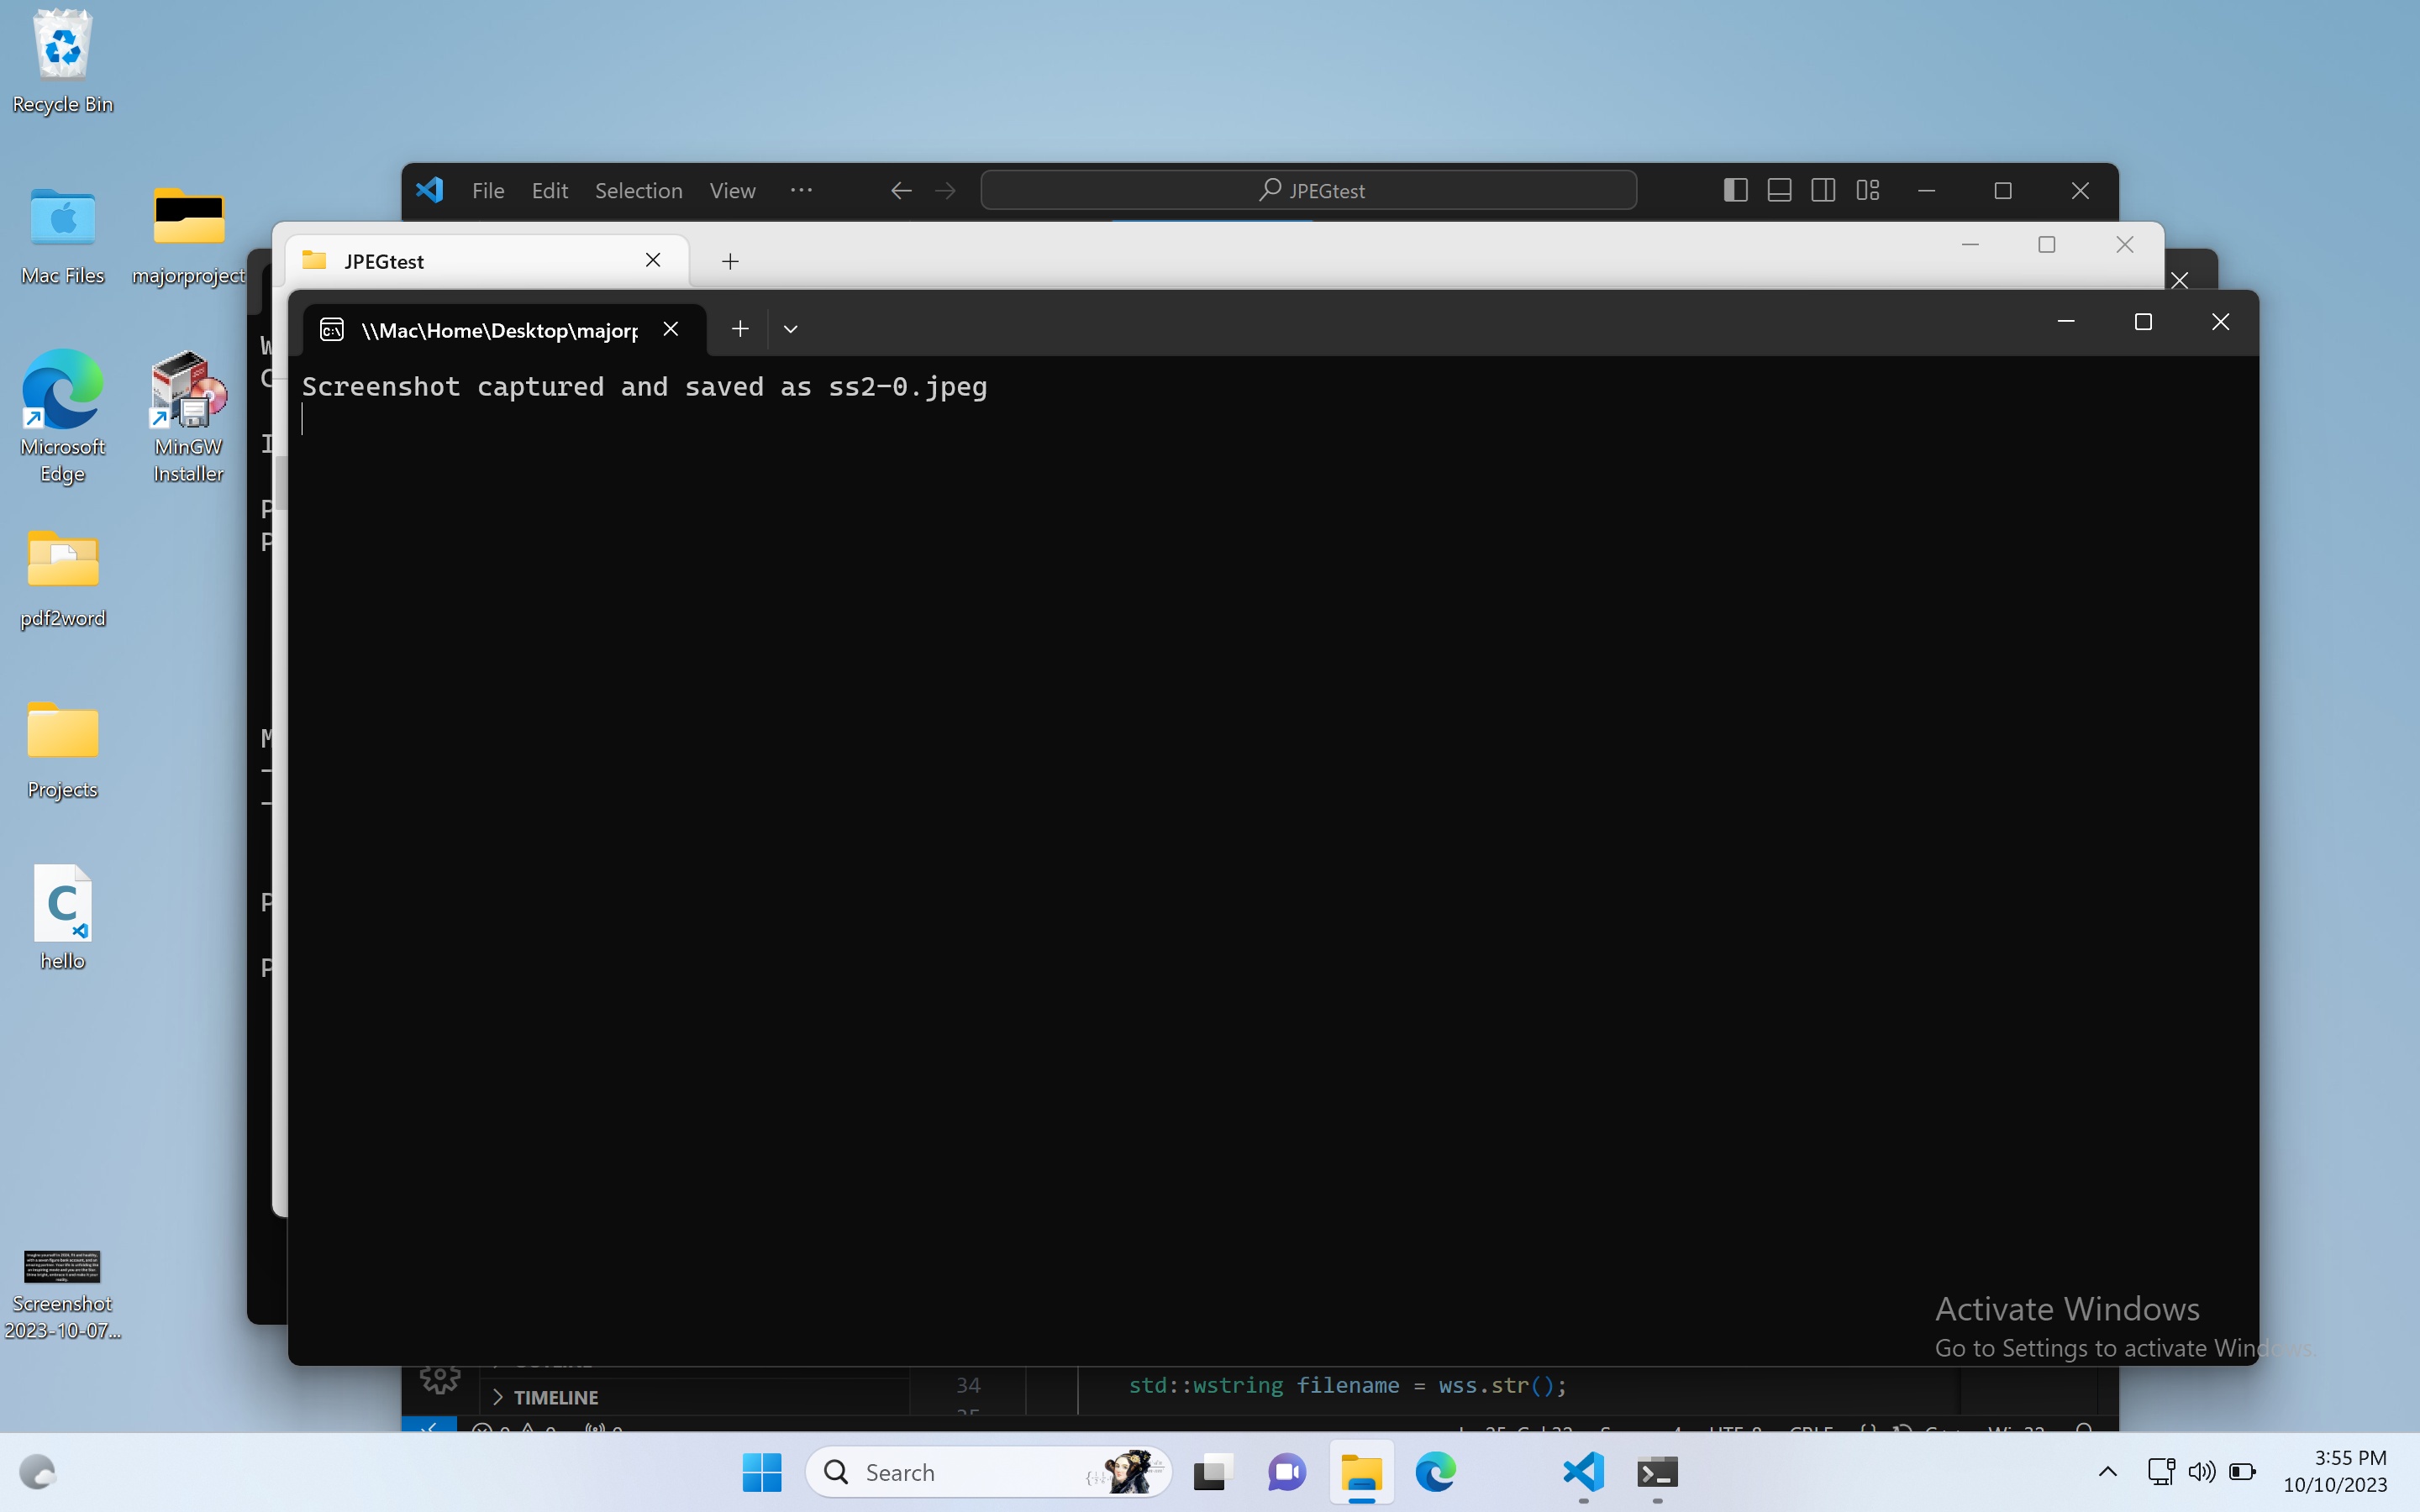 Recycle Bin
Mac Files
majorproject
Microsoft
Edge
MinGW
Installer
pdf2word
Projects
hello
Screenshot
2023-10-07...
File Edit Selection View ···
JPEGtest
JPEGtest
\\Mac\Home\Desktop\majorp
C:\
Screenshot captured and saved as ss2-0.jpeg
Activate Windows
Go to Settings to activate Windows.
TIMELINE
34 std::wstring filename = wss.str();
Search
3:55 PM
10/10/2023